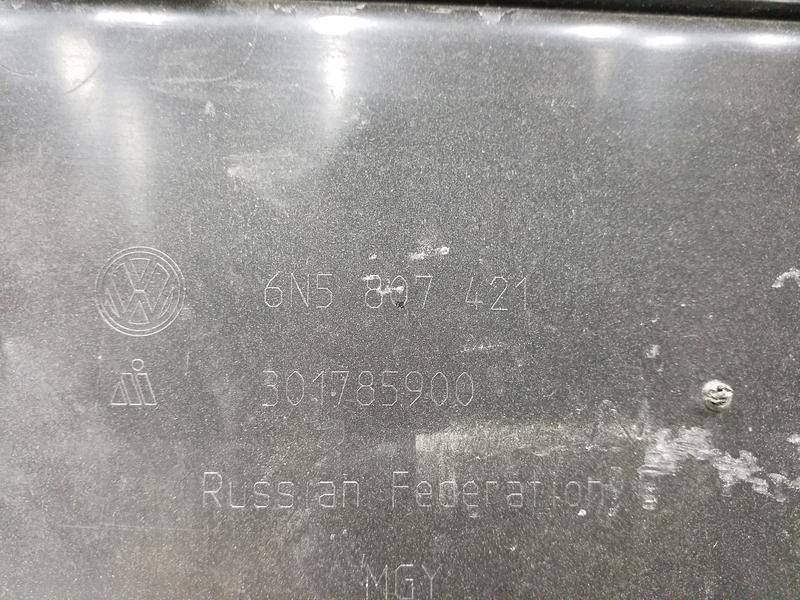 6N5 807 421
301785900
Russian Federation
MGY